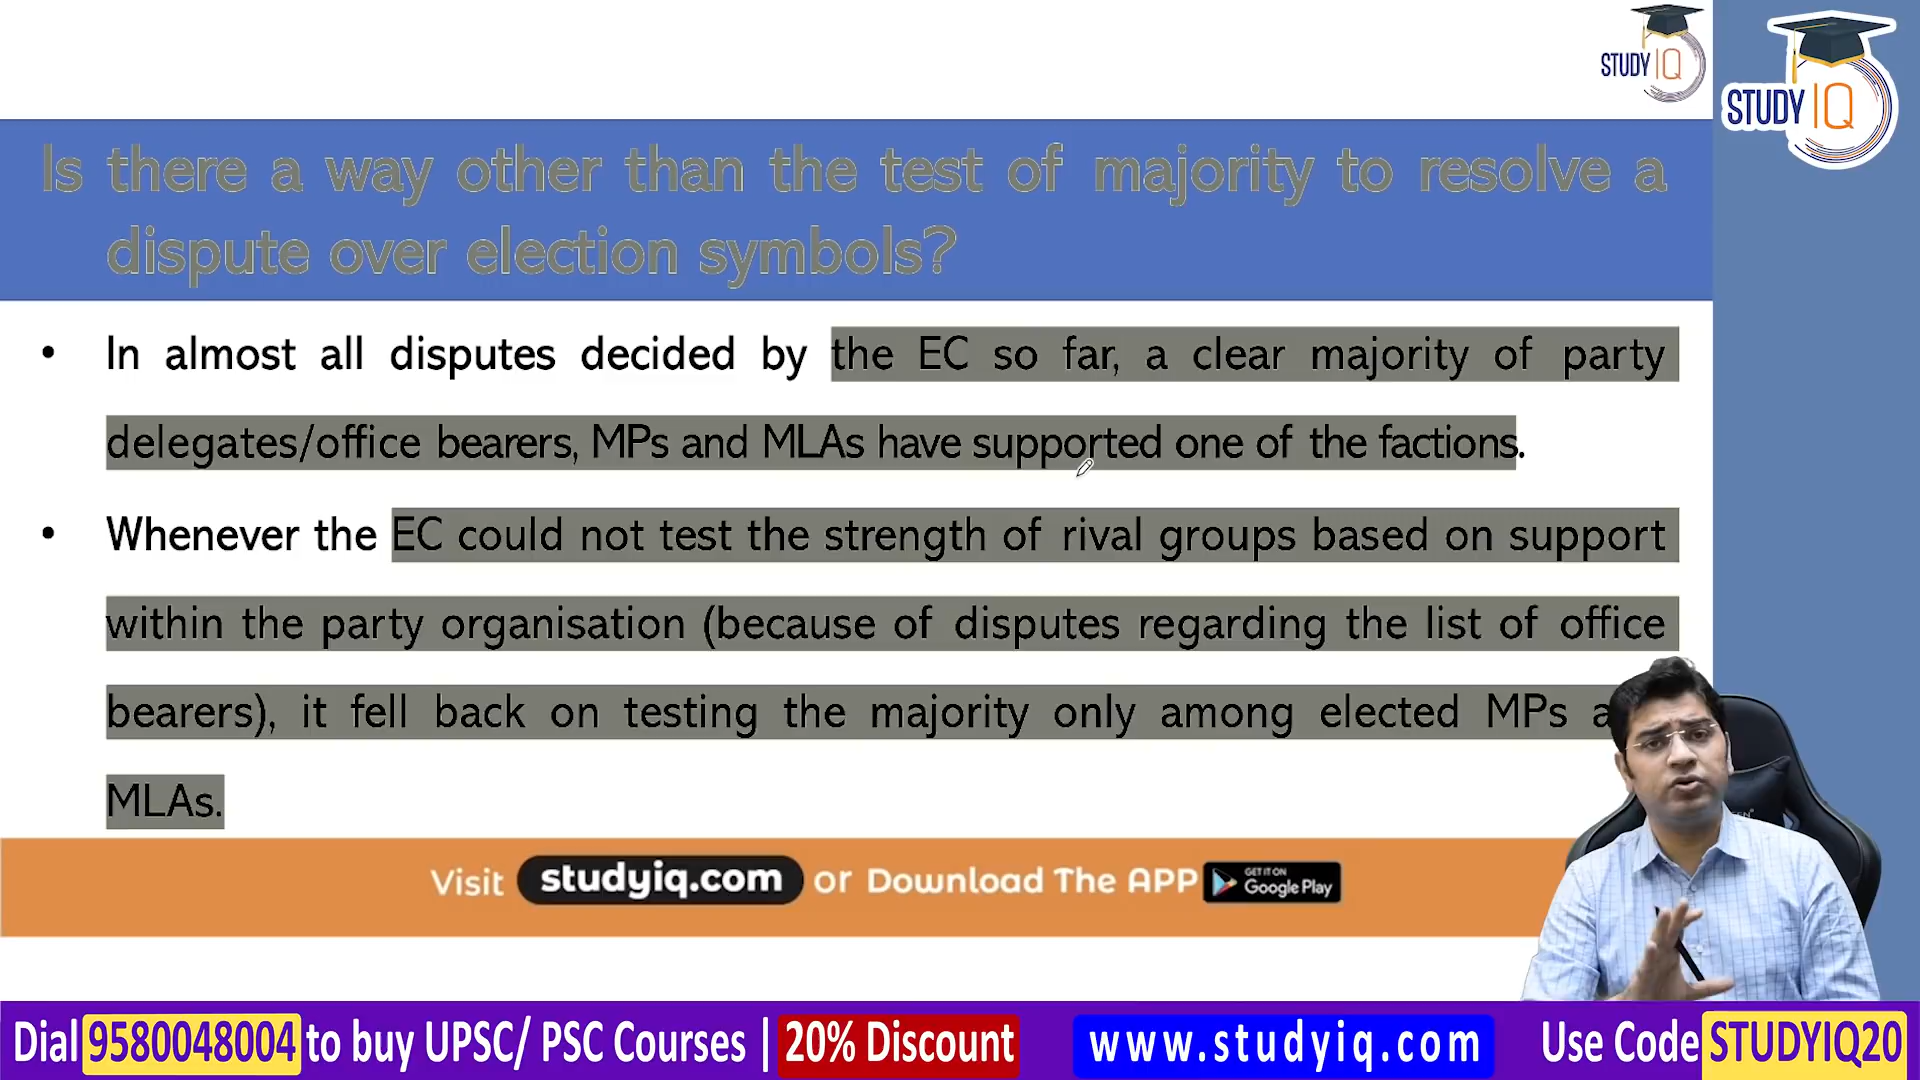 STUDY IQ
STUDY IQ
Is there a way other than the test of majority to resolve a
dispute over election symbols?
• In almost all disputes decided by the EC so far, a clear majority of party
delegates/office bearers, MPs and MLAs have supported one of the factions.
• Whenever the EC could not test the strength of rival groups based on support
within the party organisation (because of disputes regarding the list of office
bearers), it fell back on testing the majority only among elected MPs
MLAs.
Visit studyiq.com or Download The APP GET IT ON Google Play
Dial 9580048004 to buy UPSC/ PSC Courses | 20% Discount www.studyiq.com Use Code STUDYIQ20